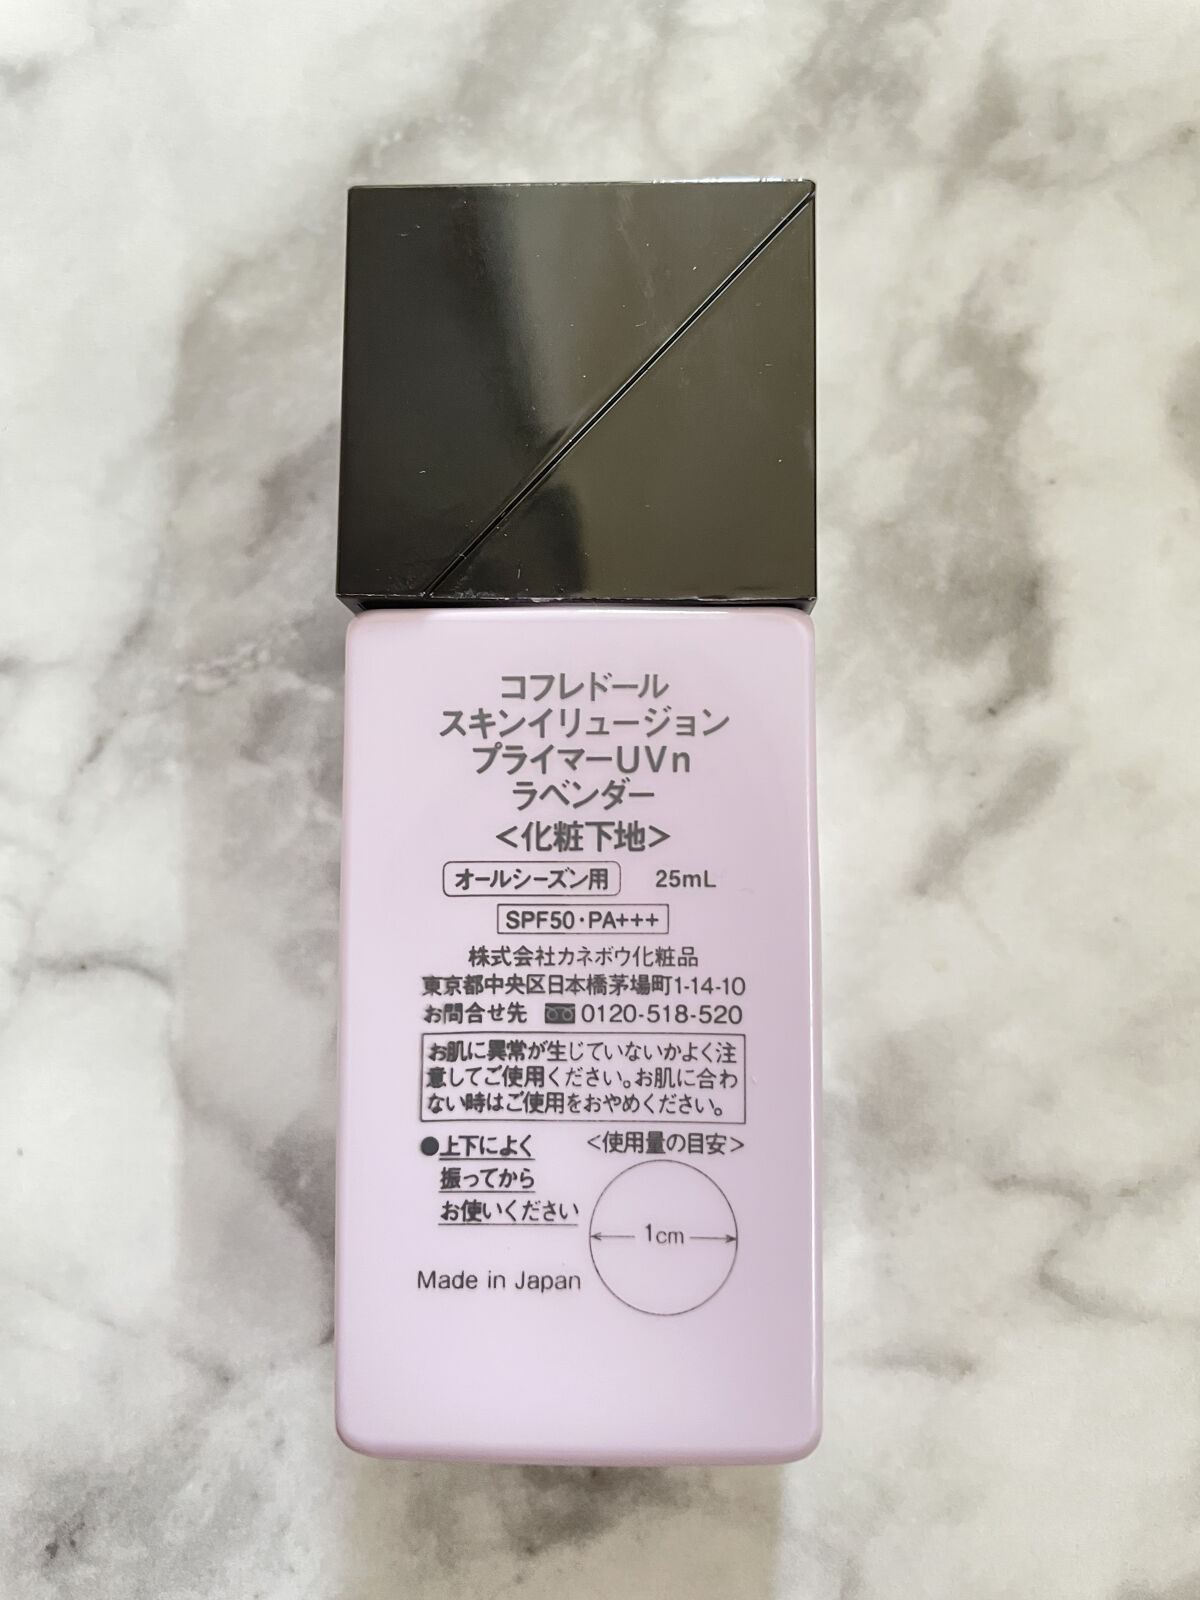 コフレドール
スキンイリュージョン
プライマーUVn
ラベンダー
<化粧下地>
オールシーズン用 25mL
SPF50・PA+++
株式会社カネボウ化粧品
東京都中央区日本橋茅場町1-14-10
お問合せ先 0120-518-520
お肌に異常が生じていないかよく注
意してご使用ください。お肌に合わ
ない時はご使用をおやめください。
●上下によく
振ってから
お使いください
<使用量の目安>
1cm
Made in Japan